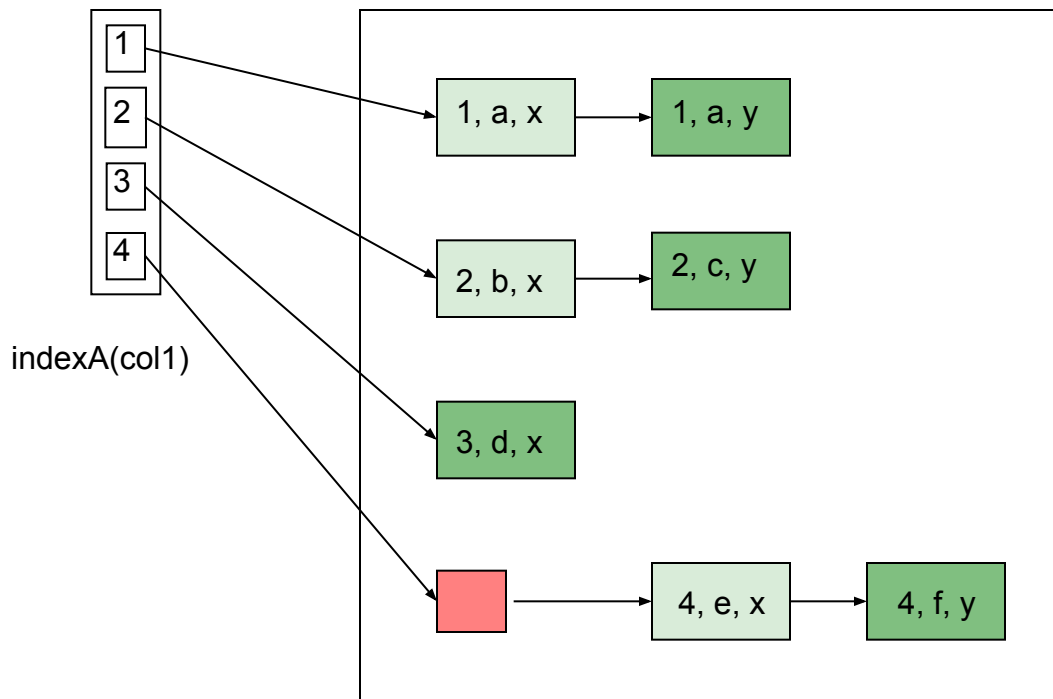 1
2
3
4
indexA(col1)
1, a, x
1, a, y
2, b, x
2, c, y
3, d, x
4, e, x
4, f, y